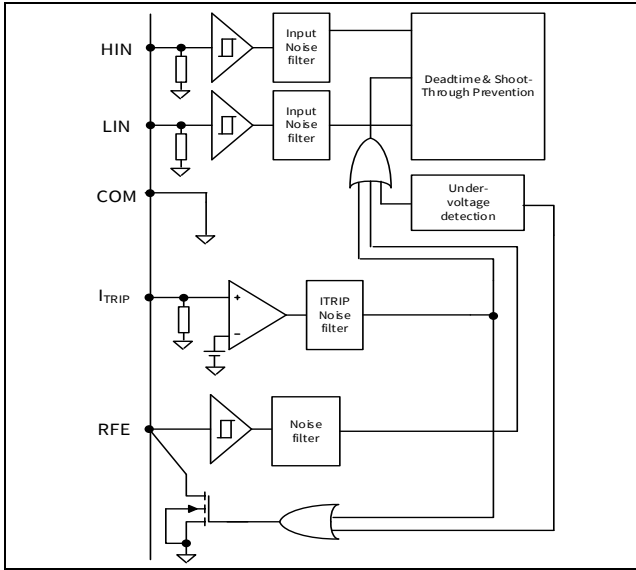 HIN
Input
Noise
filter
Deadtime & Shoot-
Through Prevention
LIN
Input
Noise
filter
COM
Under-
voltage
detection
ITRIP
+
−
ITRIP
Noise
filter
RFE
Noise
filter